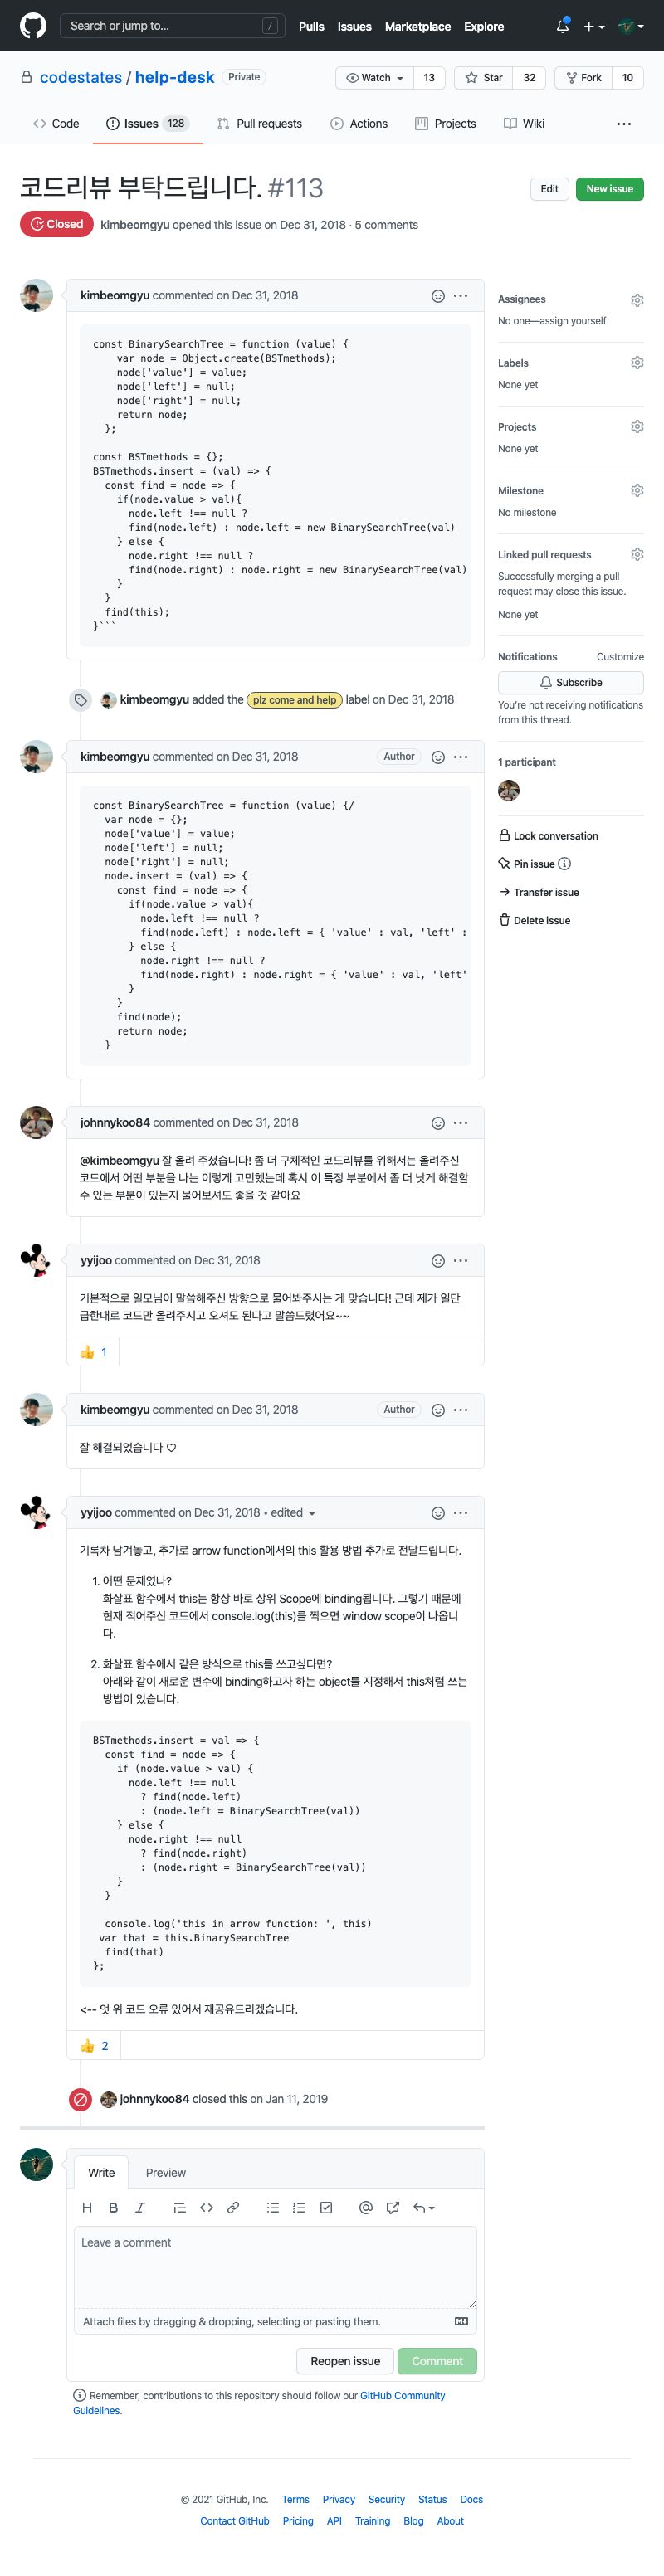 Search or jump to...
/
Pulls Issues Marketplace Explore
codestates / help-desk Private
Watch 13 Star 32 Fork 10
Code Issues 128 Pull requests Actions Projects Wiki
코드리뷰 부탁드립니다. #113
Edit New issue
Closed kimbeomgyu opened this issue on Dec 31, 2018 · 5 comments
kimbeomgyu commented on Dec 31, 2018
const BinarySearchTree = function (value) {
    var node = Object.create(BSTmethods);
    node['value'] = value;
    node['left'] = null;
    node['right'] = null;
    return node;
  };
const BSTmethods = {};
BSTmethods.insert = (val) => {
  const find = node => {
    if(node.value > val){
      node.left !== null ?
      find(node.left) : node.left = new BinarySearchTree(val)
    } else {
      node.right !== null ?
      find(node.right) : node.right = new BinarySearchTree(val)
    }
  }
  find(this);
}```
kimbeomgyu added the plz come and help label on Dec 31, 2018
kimbeomgyu commented on Dec 31, 2018 Author
const BinarySearchTree = function (value) {/
  var node = {};
  node['value'] = value;
  node['left'] = null;
  node['right'] = null;
  node.insert = (val) => {
    const find = node => {
      if(node.value > val){
        node.left !== null ?
        find(node.left) : node.left = { 'value' : val, 'left' :
      } else {
        node.right !== null ?
        find(node.right) : node.right = { 'value' : val, 'left'
      }
    }
    find(node);
    return node;
  }
johnnykoo84 commented on Dec 31, 2018
@kimbeomgyu 잘 올려 주셨습니다! 좀 더 구체적인 코드리뷰를 위해서는 올려주신
코드에서 어떤 부분을 나는 이렇게 고민했는데 혹시 이 특정 부분에서 좀 더 낫게 해결할
수 있는 부분이 있는지 물어보셔도 좋을 것 같아요
yyijoo commented on Dec 31, 2018
기본적으로 일모님이 말씀해주신 방향으로 물어봐주시는 게 맞습니다! 근데 제가 일단
급한대로 코드만 올려주시고 오셔도 된다고 말씀드렸어요~~
👍 1
kimbeomgyu commented on Dec 31, 2018 Author
잘 해결되었습니다 ♡
yyijoo commented on Dec 31, 2018 • edited
기록차 남겨놓고, 추가로 arrow function에서의 this 활용 방법 추가로 전달드립니다.
1. 어떤 문제였나?
화살표 함수에서 this는 항상 바로 상위 Scope에 binding됩니다. 그렇기 때문에
현재 적어주신 코드에서 console.log(this)를 찍으면 window scope이 나옵니
다.
2. 화살표 함수에서 같은 방식으로 this를 쓰고싶다면?
아래와 같이 새로운 변수에 binding하고자 하는 object를 지정해서 this처럼 쓰는
방법이 있습니다.
BSTmethods.insert = val => {
  const find = node => {
    if (node.value > val) {
      node.left !== null
        ? find(node.left)
        : (node.left = BinarySearchTree(val))
    } else {
      node.right !== null
        ? find(node.right)
        : (node.right = BinarySearchTree(val))
    }
  }
  console.log('this in arrow function: ', this)
 var that = this.BinarySearchTree
  find(that)
};
<-- 엇 위 코드 오류 있어서 재공유드리겠습니다.
👍 2
johnnykoo84 closed this on Jan 11, 2019
Write Preview
H B I
Leave a comment
Attach files by dragging & dropping, selecting or pasting them.
Reopen issue Comment
Remember, contributions to this repository should follow our GitHub Community
Guidelines.
Assignees
No one—assign yourself
Labels
None yet
Projects
None yet
Milestone
No milestone
Linked pull requests
Successfully merging a pull
request may close this issue.
None yet
Notifications Customize
Subscribe
You're not receiving notifications
from this thread.
1 participant
Lock conversation
Pin issue
Transfer issue
Delete issue
© 2021 GitHub, Inc. Terms Privacy Security Status Docs
Contact GitHub Pricing API Training Blog About